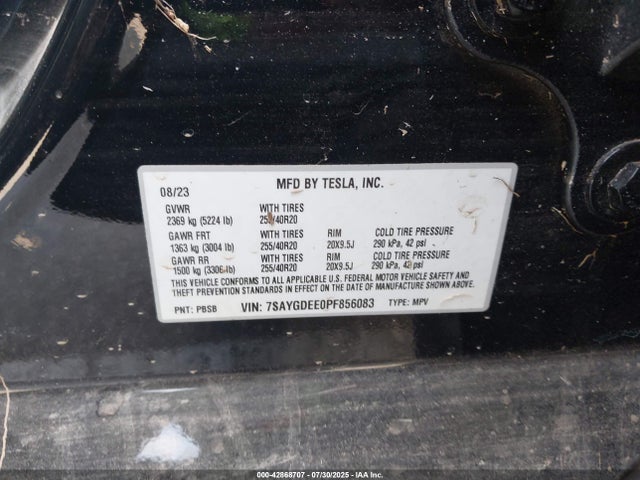 08/23 MFD BY TESLA, INC.
GVWR WITH TIRES
2369 kg (5224 lb) 255/40R20
GAWR FRT WITH TIRES RIM COLD TIRE PRESSURE
1363 kg (3004 lb) 255/40R20 20X9.5J 290 kPa, 42 psi
GAWR RR WITH TIRES RIM COLD TIRE PRESSURE
1500 kg (3306 lb) 255/40R20 20X9.5J 290 kPa, 42 psi
THIS VEHICLE CONFORMS TO ALL APPLICABLE U.S. FEDERAL MOTOR VEHICLE SAFETY AND
THEFT PREVENTION STANDARDS IN EFFECT ON THE DATE OF MANUFACTURE SHOWN ABOVE.
PNT: PBSB VIN: 7SAYGDEE0PF856083 TYPE: MPV
000-42868707 - 07/30/2025 - IAA Inc.